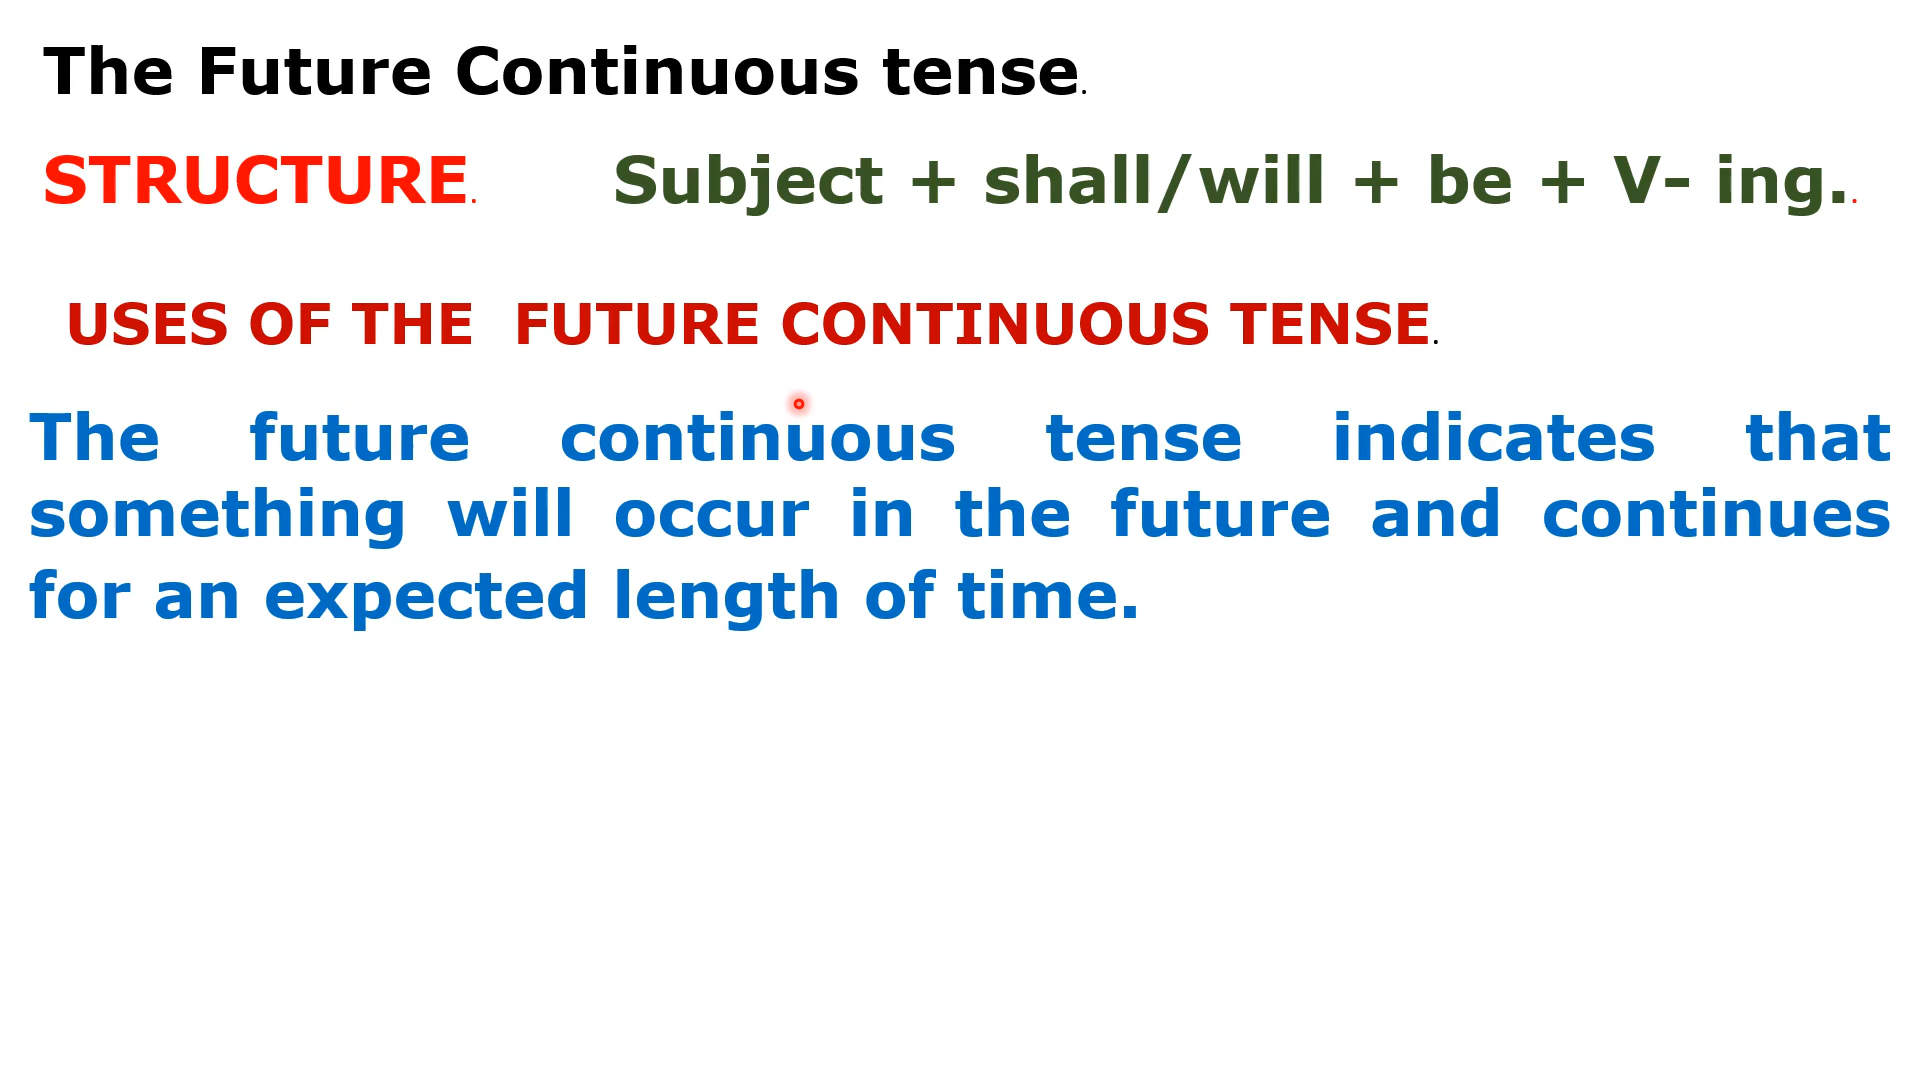 The Future Continuous tense.
STRUCTURE. Subject + shall/will + be + V– ing..
USES OF THE FUTURE CONTINUOUS TENSE.
The future continuous tense indicates that
something will occur in the future and continues
for an expected length of time.